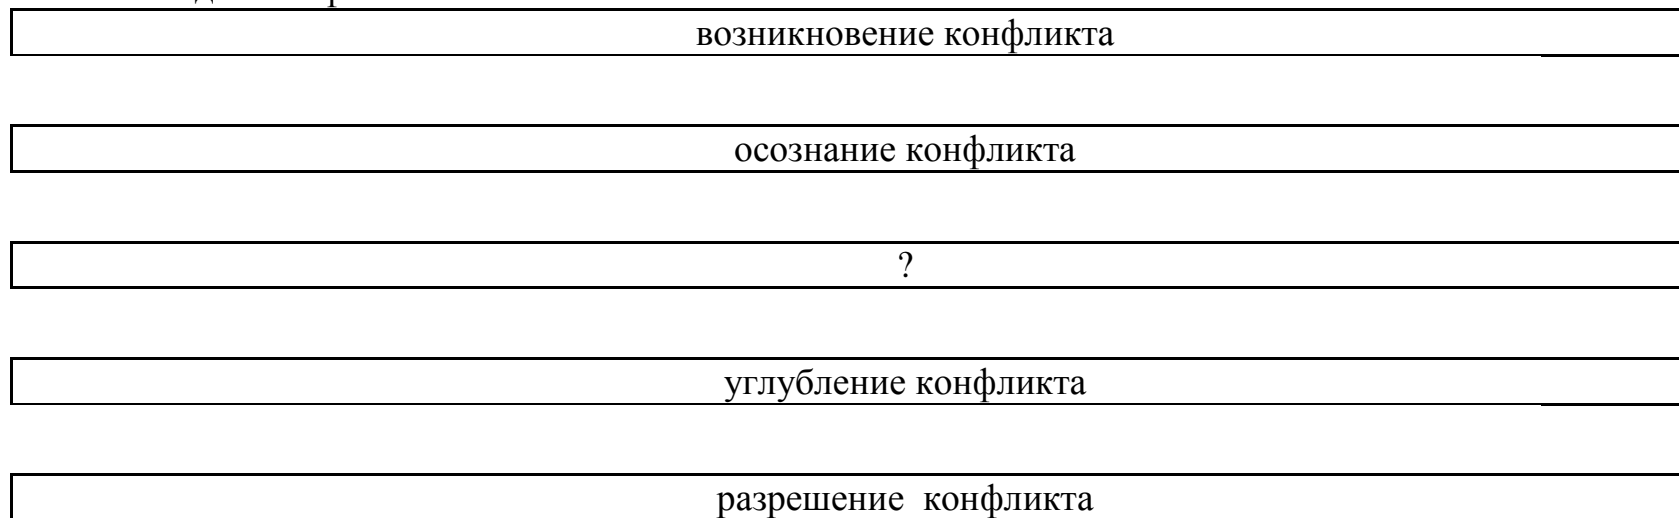 возникновение конфликта
осознание конфликта
?
углубление конфликта
разрешение конфликта